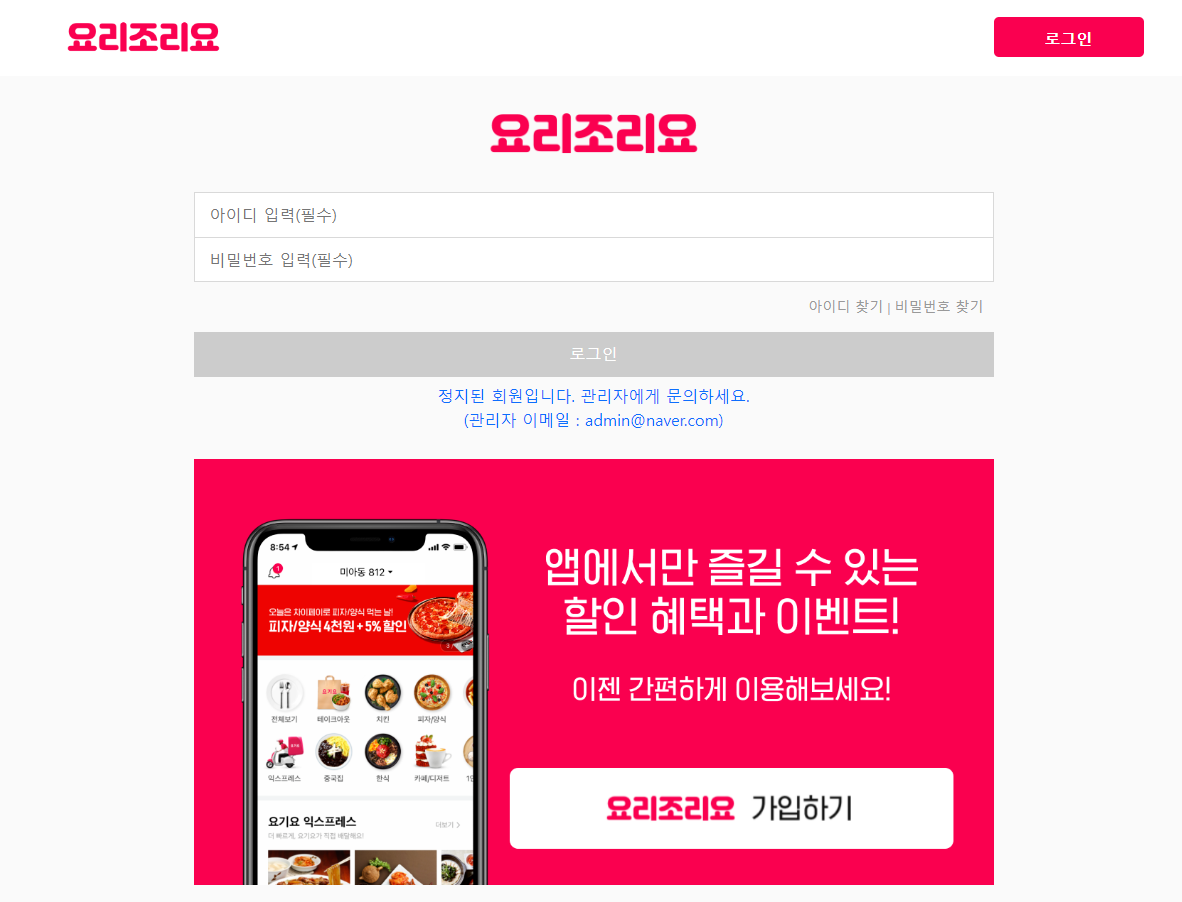 요리조리요
로그인
요리조리요
아이디 입력(필수)
비밀번호 입력(필수)
아이디 찾기 | 비밀번호 찾기
로그인
정지된 회원입니다. 관리자에게 문의하세요.
(관리자 이메일 : admin@naver.com)
8:54
1
미아동 812
오늘은 차이페이로 피자/양식 먹는 날!
피자/양식 4천원 + 5% 할인
요기요
전체보기 테이크아웃 치킨 피자/양식
익스프레스 중국집 한식 카페/디저트 1인
요기요 익스프레스
더보기 >
더 빠르게, 요기요가 직접 배달해요!
앱에서만 즐길 수 있는
할인 혜택과 이벤트!
이젠 간편하게 이용해보세요!
요리조리요 가입하기